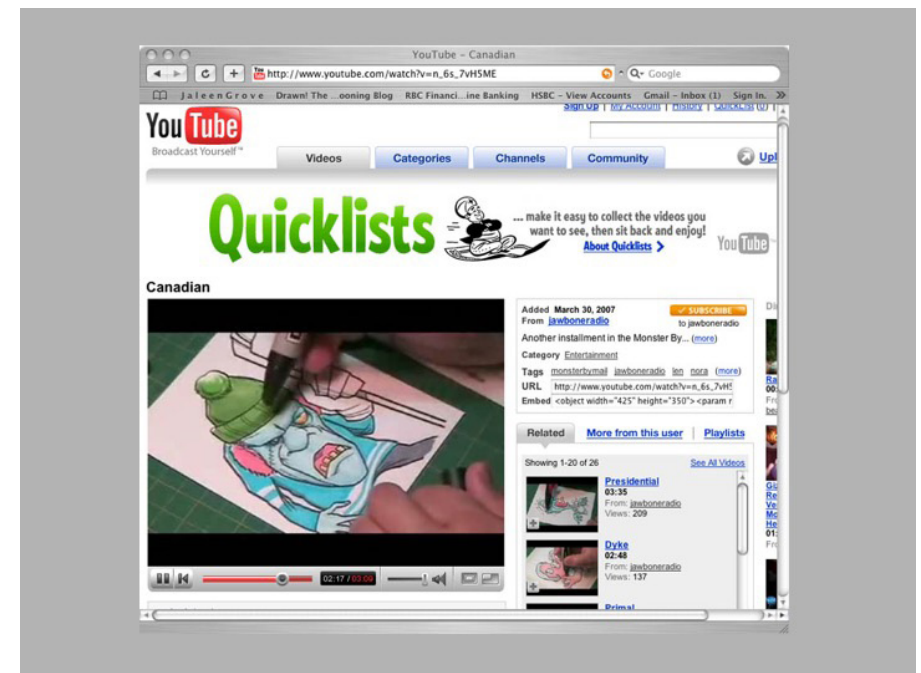 YouTube – Canadian
http://www.youtube.com/watch?v=n_6s_7vH5ME
Google
JaleenGrove Drawn! The ...ooning Blog RBC Financi...ine Banking HSBC – View Accounts Gmail – Inbox (1) Sign In.
Sign Up | My Account | History | QuickList (0) |
YouTube
Broadcast Yourself™
Videos Categories Channels Community Upl
Quicklists
... make it easy to collect the videos you
want to see, then sit back and enjoy!
About Quicklists >
YouTube
Canadian
Added March 30, 2007
From jawboneradio
SUBSCRIBE
to jawboneradio
Another installment in the Monster By... (more)
Category Entertainment
Tags monsterbymail jawboneradio len nora (more)
URL http://www.youtube.com/watch?v=n_6s_7vH5
Embed <object width="425" height="350"><param r
Related More from this user | Playlists
Showing 1-20 of 26 See All Videos
Presidential
03:35
From: jawboneradio
Views: 209
Dyke
02:48
From: jawboneradio
Views: 137
Primal
02:17 / 03:09